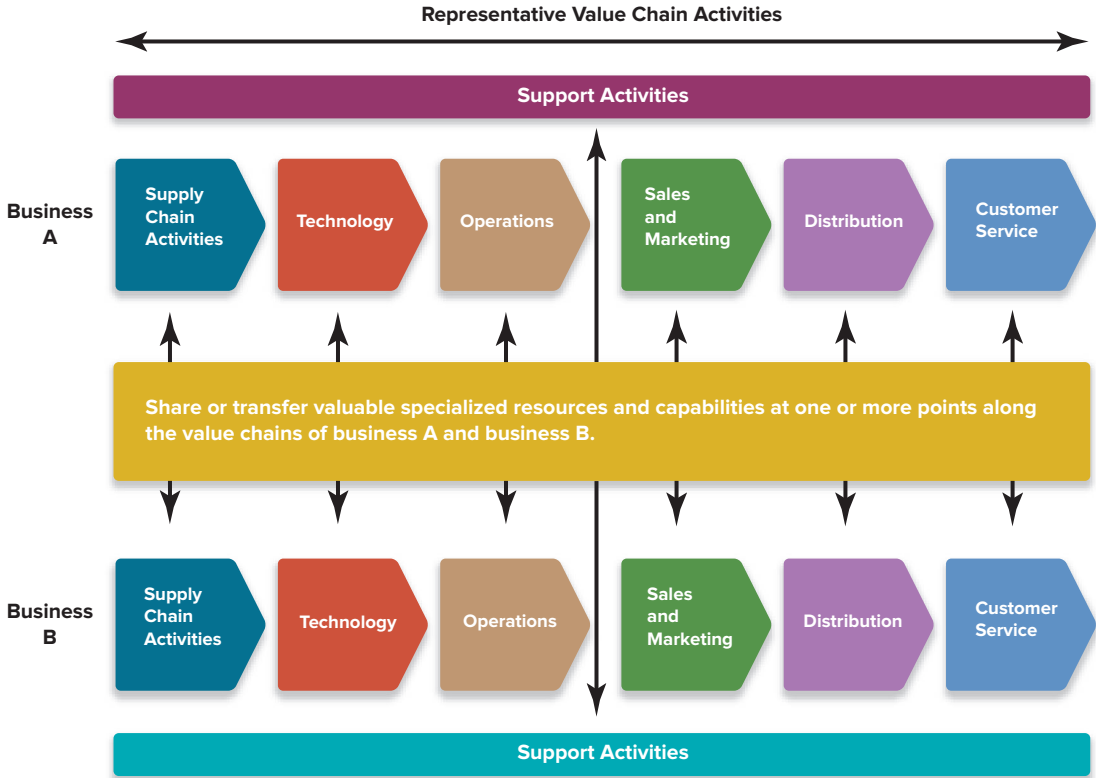 Representative Value Chain Activities
Support Activities
Business
A
Supply
Chain
Activities
Technology
Operations
Sales
and
Marketing
Distribution
Customer
Service
Share or transfer valuable specialized resources and capabilities at one or more points along
the value chains of business A and business B.
Business
B
Supply
Chain
Activities
Technology
Operations
Sales
and
Marketing
Distribution
Customer
Service
Support Activities